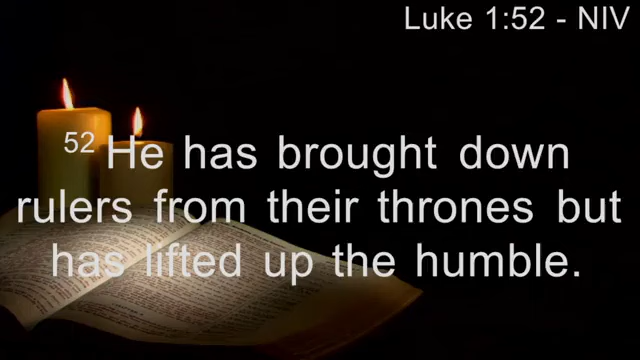 Luke 1:52 - NIV
52 He has brought down
rulers from their thrones but
has lifted up the humble.